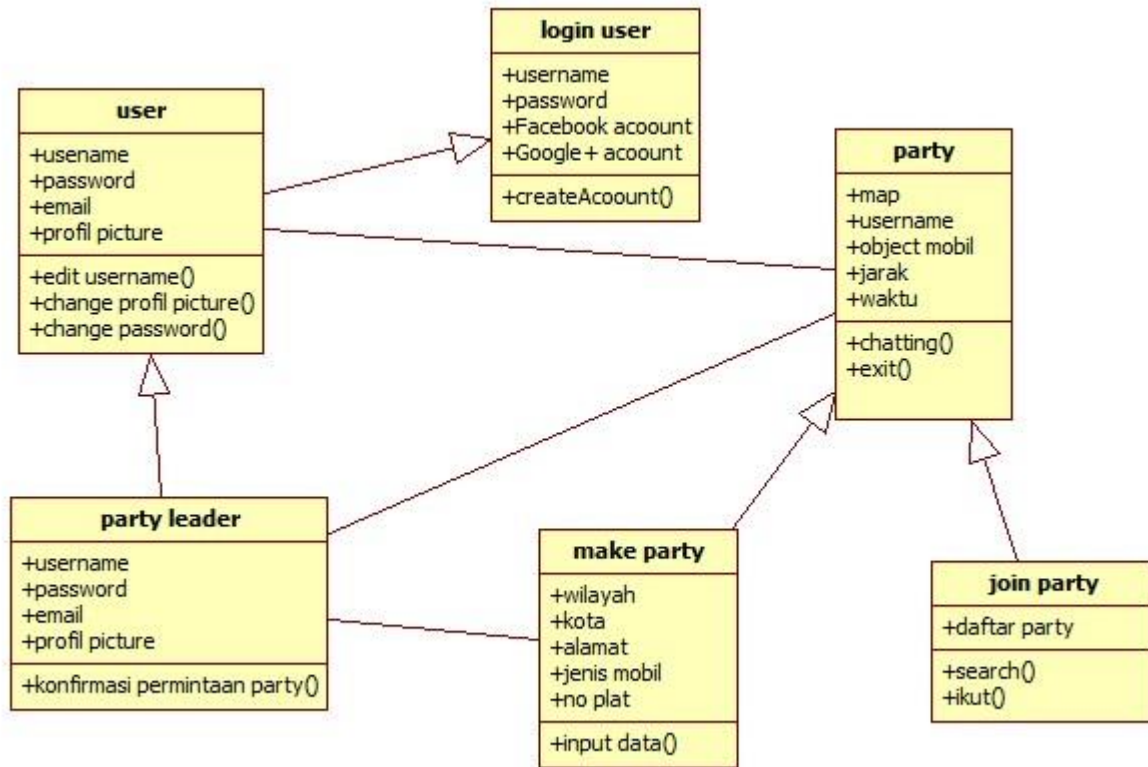 login user
+username
+password
+Facebook acoount
+Google+ acoount
+createAcoount()
user
+usename
+password
+email
+profil picture
+edit username()
+change profil picture()
+change password()
party
+map
+username
+object mobil
+jarak
+waktu
+chatting()
+exit()
party leader
+username
+password
+email
+profil picture
+konfirmasi permintaan party()
make party
+wilayah
+kota
+alamat
+jenis mobil
+no plat
+input data()
join party
+daftar party
+search()
+ikut()